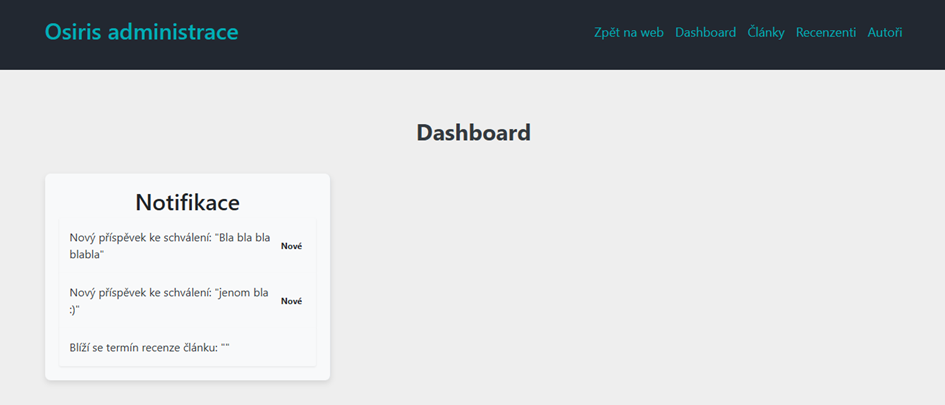 Osiris administrace
Zpět na web Dashboard Články Recenzenti Autoři
Dashboard
Notifikace
Nový příspěvek ke schválení: "Bla bla bla
blabla"
Nové
Nový příspěvek ke schválení: "jenom bla
:)"
Nové
Blíží se termín recenze článku: ""